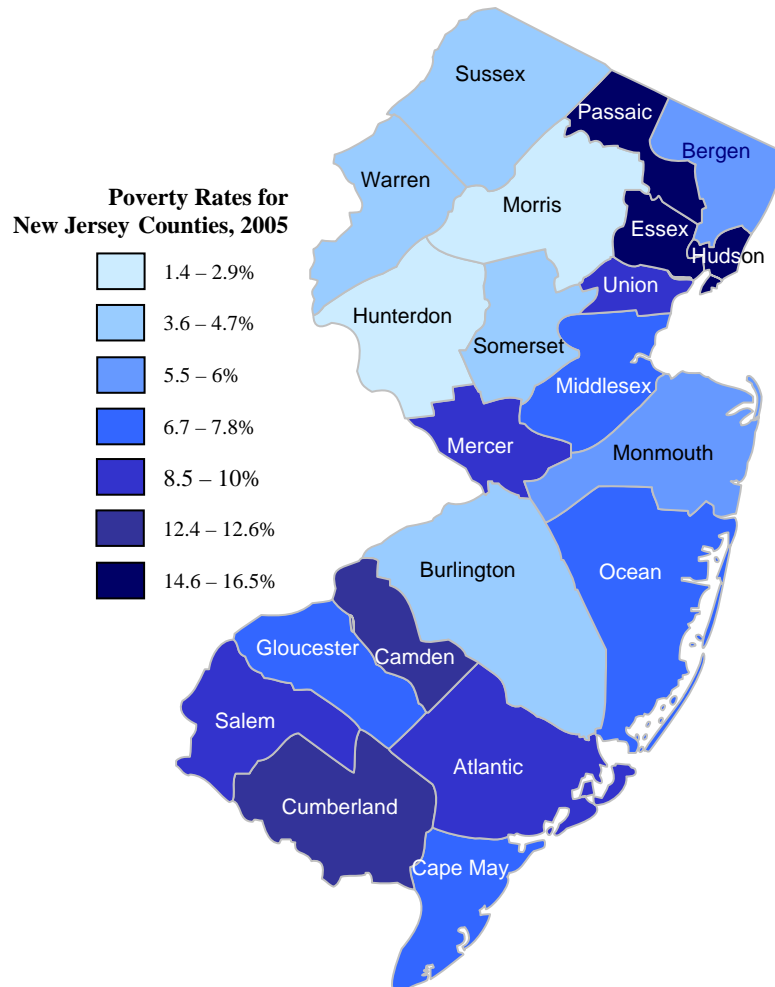 Sussex
Passaic
Bergen
Warren
Poverty Rates for
New Jersey Counties, 2005
Morris
Essex
Hudson
1.4 – 2.9%
Union
3.6 – 4.7%
Hunterdon
Somerset
5.5 – 6%
Middlesex
6.7 – 7.8%
Mercer
Monmouth
8.5 – 10%
12.4 – 12.6%
Burlington
Ocean
14.6 – 16.5%
Gloucester
Camden
Salem
Atlantic
Cumberland
Cape May